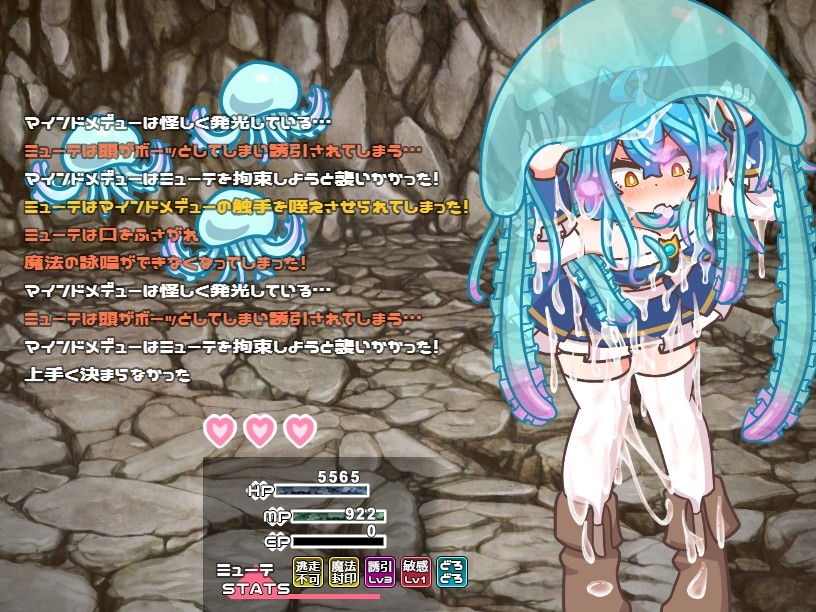 マインドメデューは怪しく発光している…
ミューテは頭がボーッとしてしまい誘引されてしまう…
マインドメデューはミューテを拘束しようと襲いかかった!
ミューテはマインドメデューの触手を咥えさせられてしまった!
ミューテは口をふさがれ
魔法の詠唱ができなくなってしまった!
マインドメデューは怪しく発光している…
ミューテは頭がボーッとしてしまい誘引されてしまう…
マインドメデューはミューテを拘束しようと襲いかかった!
上手く決まらなかった
HP 5565
MP 922
EP 0
ミューテ STATS
逃走不可 魔法封印 誘引Lv3 敏感Lv1 どろどろ